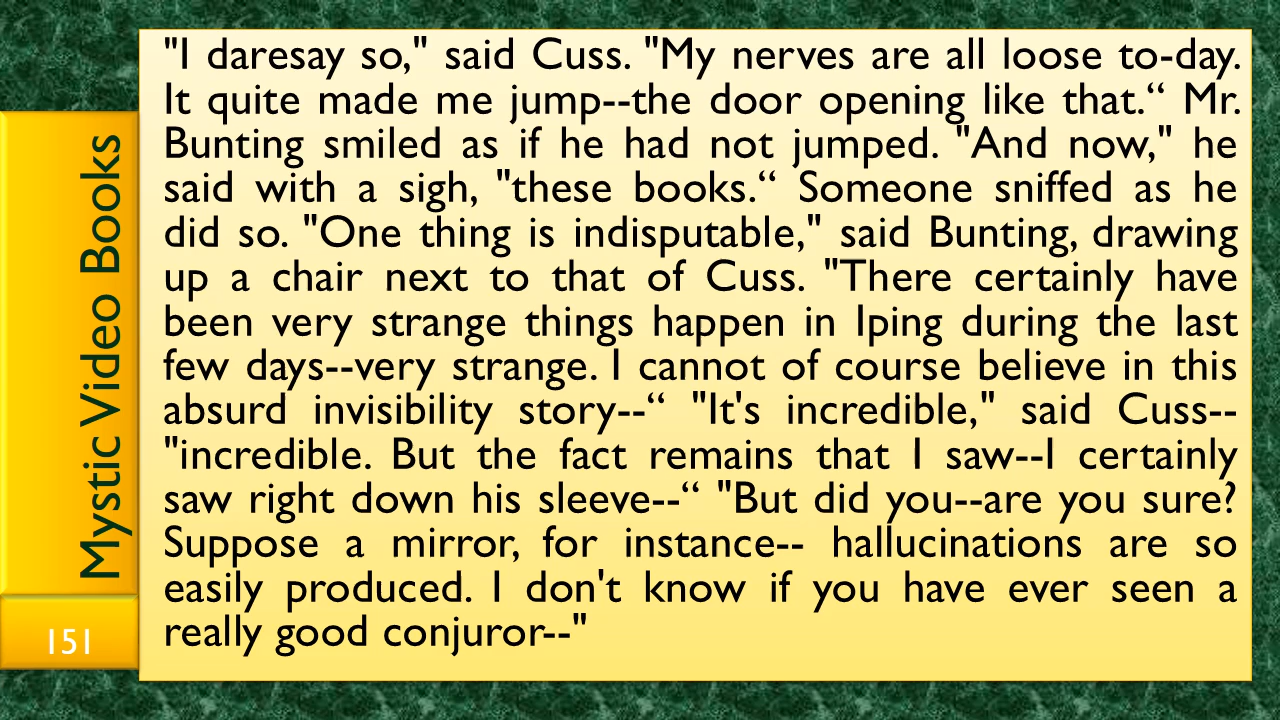 "I daresay so," said Cuss. "My nerves are all loose to-day.
It quite made me jump--the door opening like that.“ Mr.
Bunting smiled as if he had not jumped. "And now," he
said with a sigh, "these books.“ Someone sniffed as he
did so. "One thing is indisputable," said Bunting, drawing
up a chair next to that of Cuss. "There certainly have
been very strange things happen in Iping during the last
few days--very strange. I cannot of course believe in this
absurd invisibility story--“ "It's incredible," said Cuss--
"incredible. But the fact remains that I saw--I certainly
saw right down his sleeve--“ "But did you--are you sure?
Suppose a mirror, for instance-- hallucinations are so
easily produced. I don't know if you have ever seen a
really good conjuror--"
Mystic Video Books
151